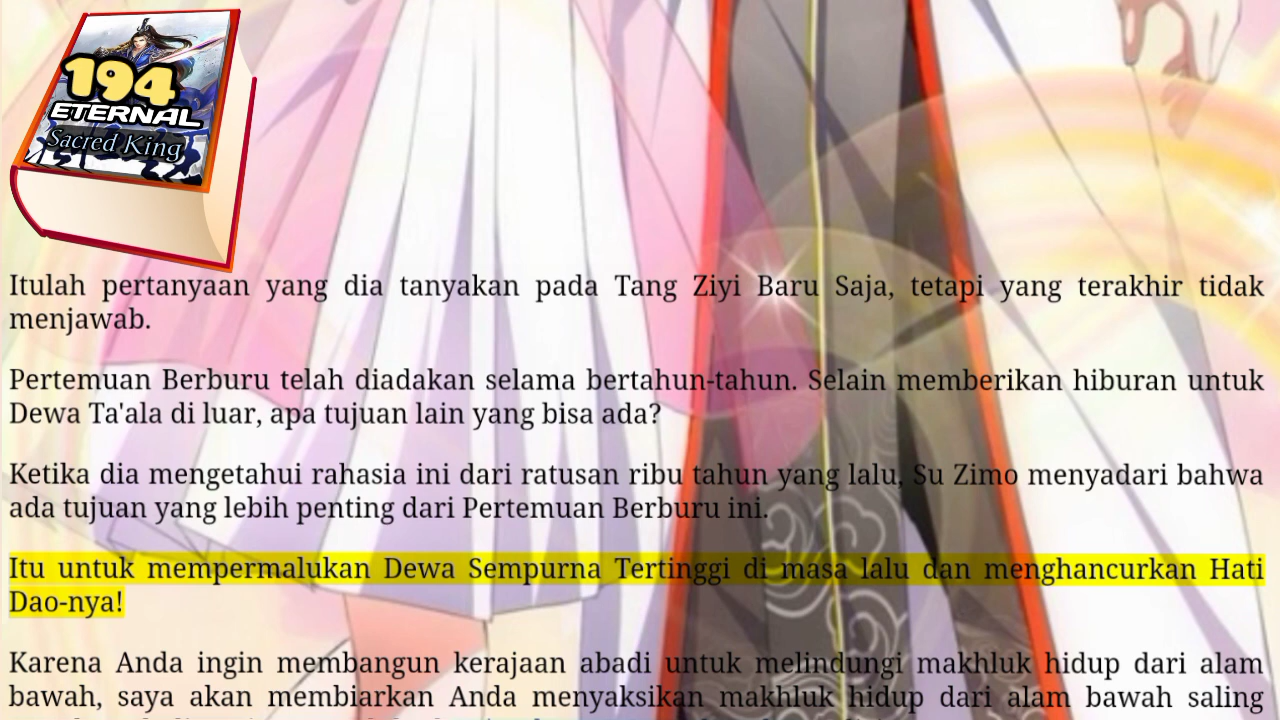 194
ETERNAL
Sacred King
Itulah pertanyaan yang dia tanyakan pada Tang Ziyi Baru Saja, tetapi yang terakhir tidak
menjawab.
Pertemuan Berburu telah diadakan selama bertahun-tahun. Selain memberikan hiburan untuk
Dewa Ta'ala di luar, apa tujuan lain yang bisa ada?
Ketika dia mengetahui rahasia ini dari ratusan ribu tahun yang lalu, Su Zimo menyadari bahwa
ada tujuan yang lebih penting dari Pertemuan Berburu ini.
Itu untuk mempermalukan Dewa Sempurna Tertinggi di masa lalu dan menghancurkan Hati
Dao-nya!
Karena Anda ingin membangun kerajaan abadi untuk melindungi makhluk hidup dari alam
bawah, saya akan membiarkan Anda menyaksikan makhluk hidup dari alam bawah saling